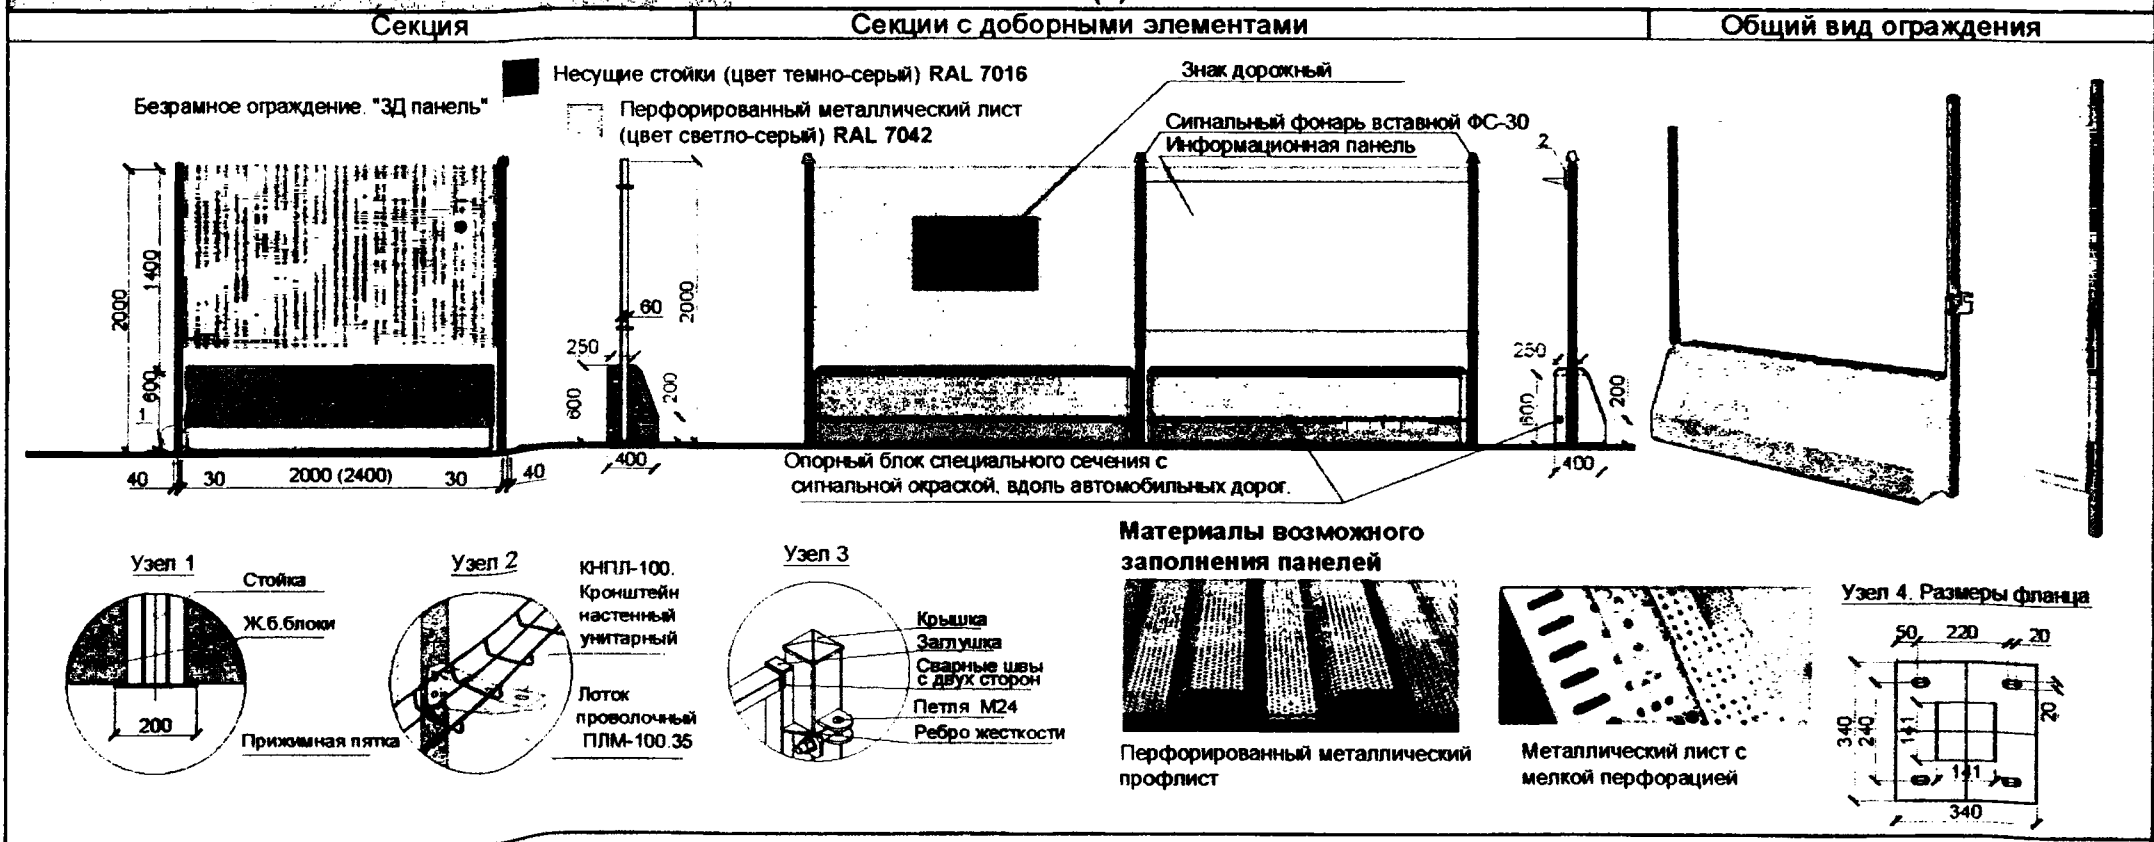 Секция
Секции с доборными элементами
Общий вид ограждения
Несущие стойки (цвет темно-серый) RAL 7016
Безрамное ограждение. "3Д панель"
Перфорированный металлический лист
(цвет светло-серый) RAL 7042
Знак дорожный
Сигнальный фонарь вставной ФС-30
Информационная панель
2
2000
1400
600
1
40
30
2000 (2400)
30
40
60
2000
250
600
200
400
250
600
200
400
Опорный блок специального сечения с
сигнальной окраской, вдоль автомобильных дорог.
Узел 1
Стойка
Ж.б.блоки
200
Прижимная пятка
Узел 2
КНПЛ-100.
Кронштейн
настенный
унитарный
Лоток
проволочный
ПЛМ-100.35
Узел 3
Крышка
Заглушка
Сварные швы
с двух сторон
Петля М24
Ребро жесткости
Материалы возможного
заполнения панелей
Перфорированный металлический
профлист
Металлический лист с
мелкой перфорацией
Узел 4. Размеры фланца
50
220
20
340
240
141
20
141
340